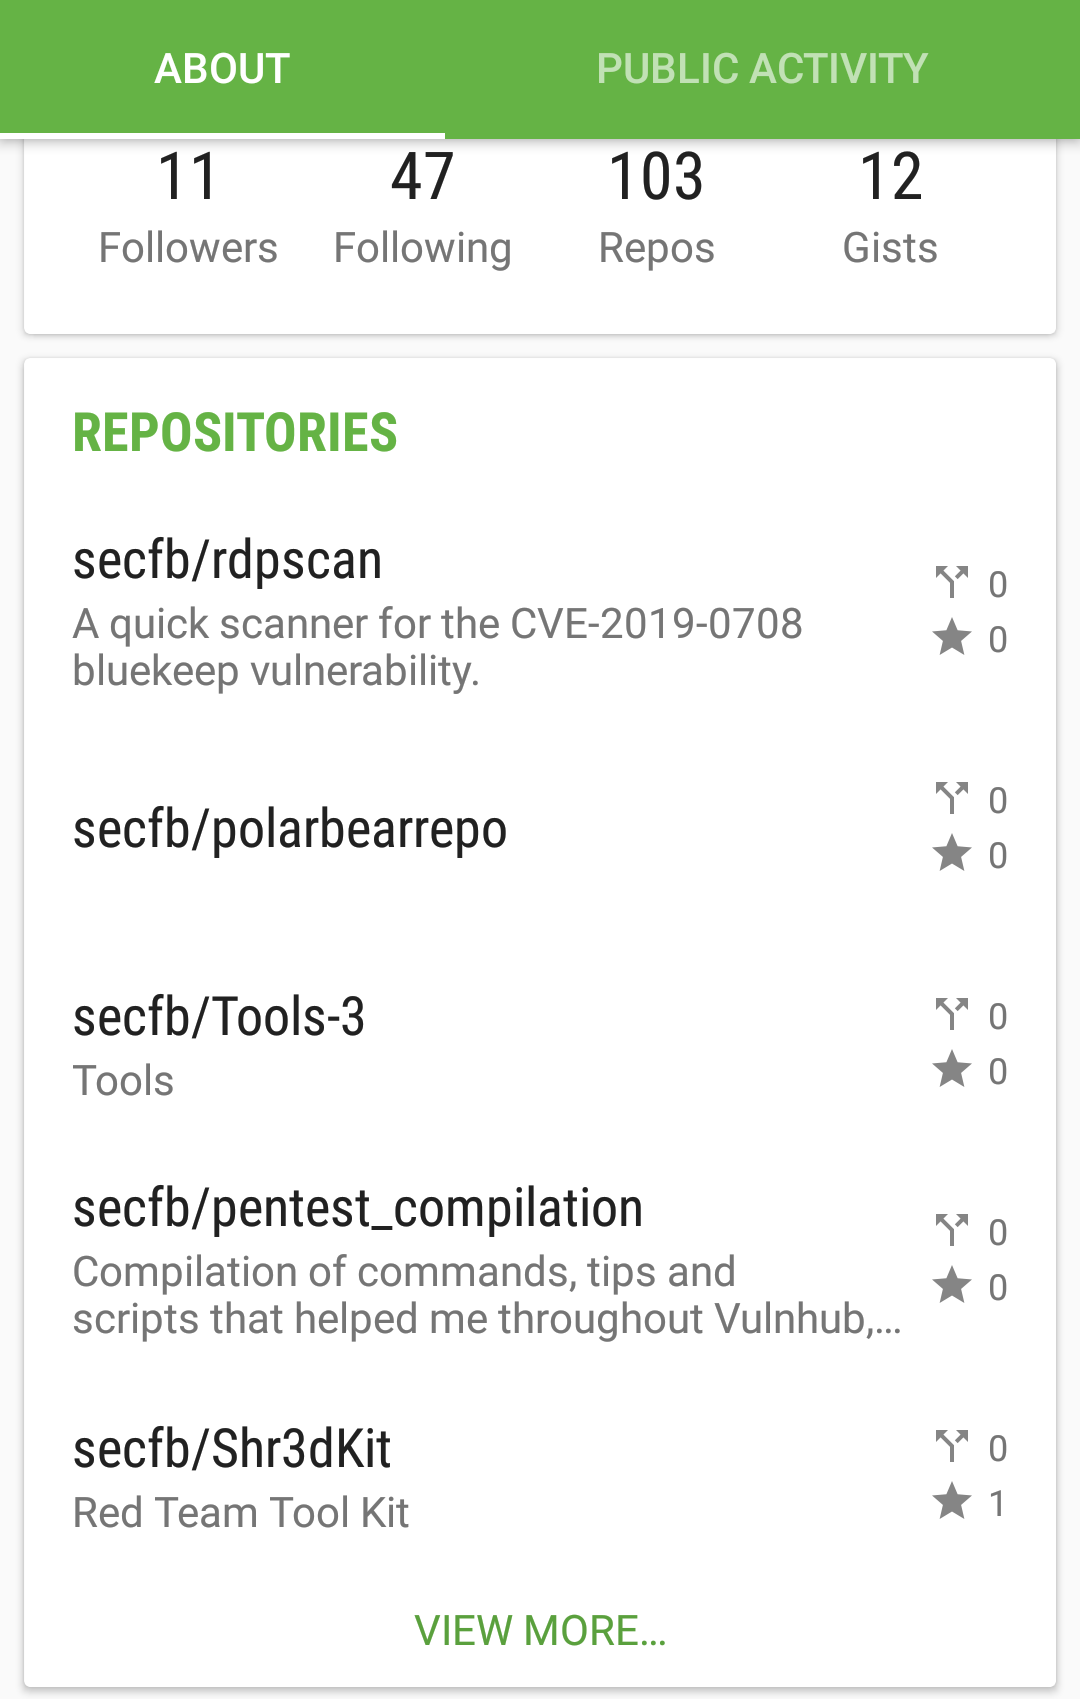 ABOUT
PUBLIC ACTIVITY
11 47 103 12
Followers Following Repos Gists
REPOSITORIES
secfb/rdpscan
A quick scanner for the CVE-2019-0708
bluekeep vulnerability.
0
0
secfb/polarbearrepo
0
0
secfb/Tools-3
Tools
0
0
secfb/pentest_compilation
Compilation of commands, tips and
scripts that helped me throughout Vulnhub,...
0
0
secfb/Shr3dKit
Red Team Tool Kit
0
1
VIEW MORE...